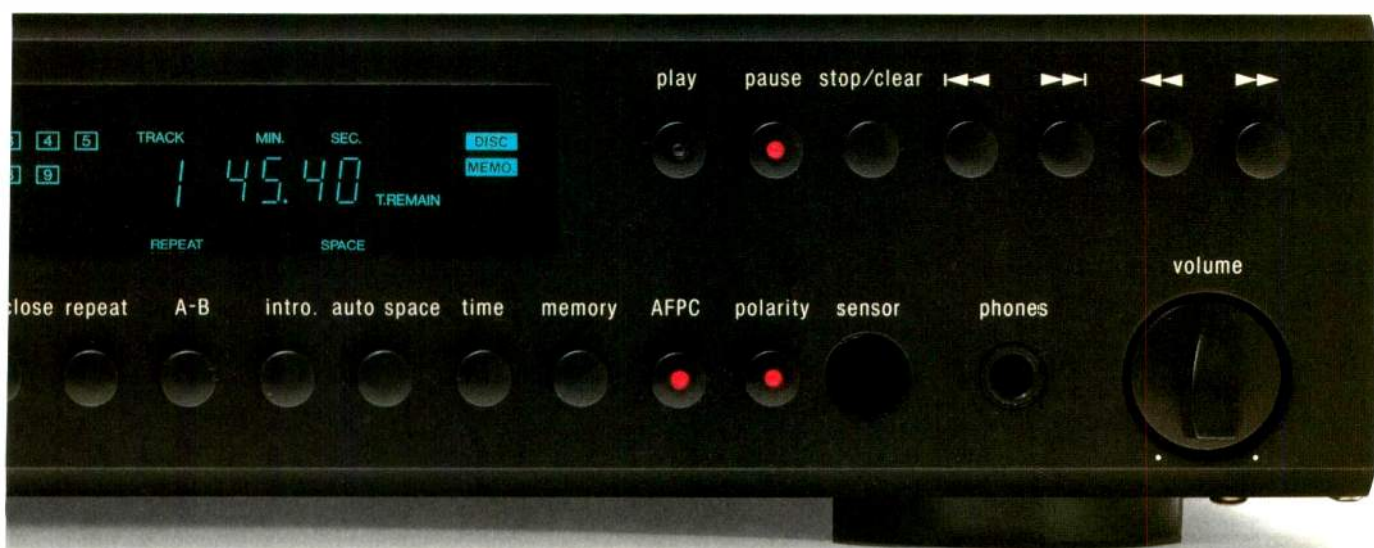 play pause stop/clear
TRACK MIN. SEC. DISC
4 5
1 45.40 T.REMAIN MEMO.
9
REPEAT SPACE
volume
close repeat A-B intro. auto space time memory AFPC polarity sensor phones